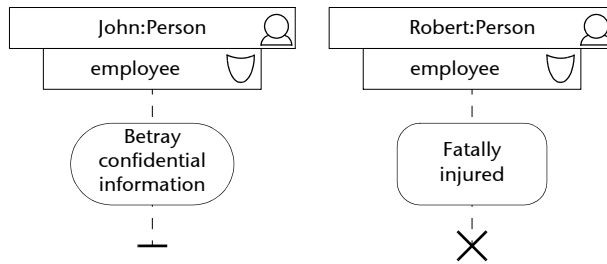 John:Person
employee
Betray
confidential
information
Robert:Person
employee
Fatally
injured